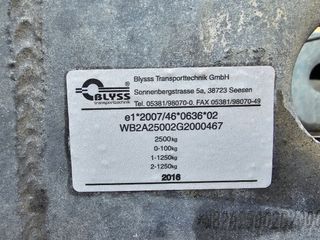 BLYSS
transporttechnik
Blysss Transporttechnik GmbH
Sonnenbergstrasse 5a, 38723 Seesen
Tel. 05381/98070-0, FAX 05381/98070-49
e1*2007/46*0636*02
WB2A25002G2000467
2500kg
0-100kg
1-1250kg
2-1250kg
2016